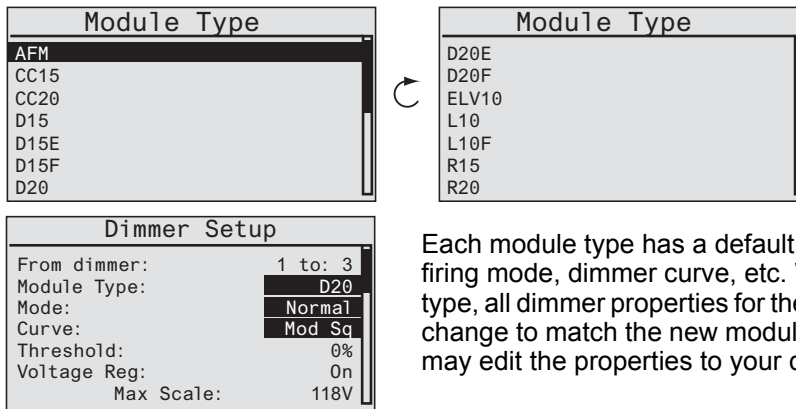 Module Type
AFM
CC15
CC20
D15
D15E
D15F
D20
Module Type
D20E
D20F
ELV10
L10
L10F
R15
R20
Dimmer Setup
From dimmer: 1 to: 3
Module Type: D20
Mode: Normal
Curve: Mod Sq
Threshold: 0%
Voltage Reg: On
Max Scale: 118V
Each module type has a default
firing mode, dimmer curve, etc.
type, all dimmer properties for the
change to match the new modul
may edit the properties to your